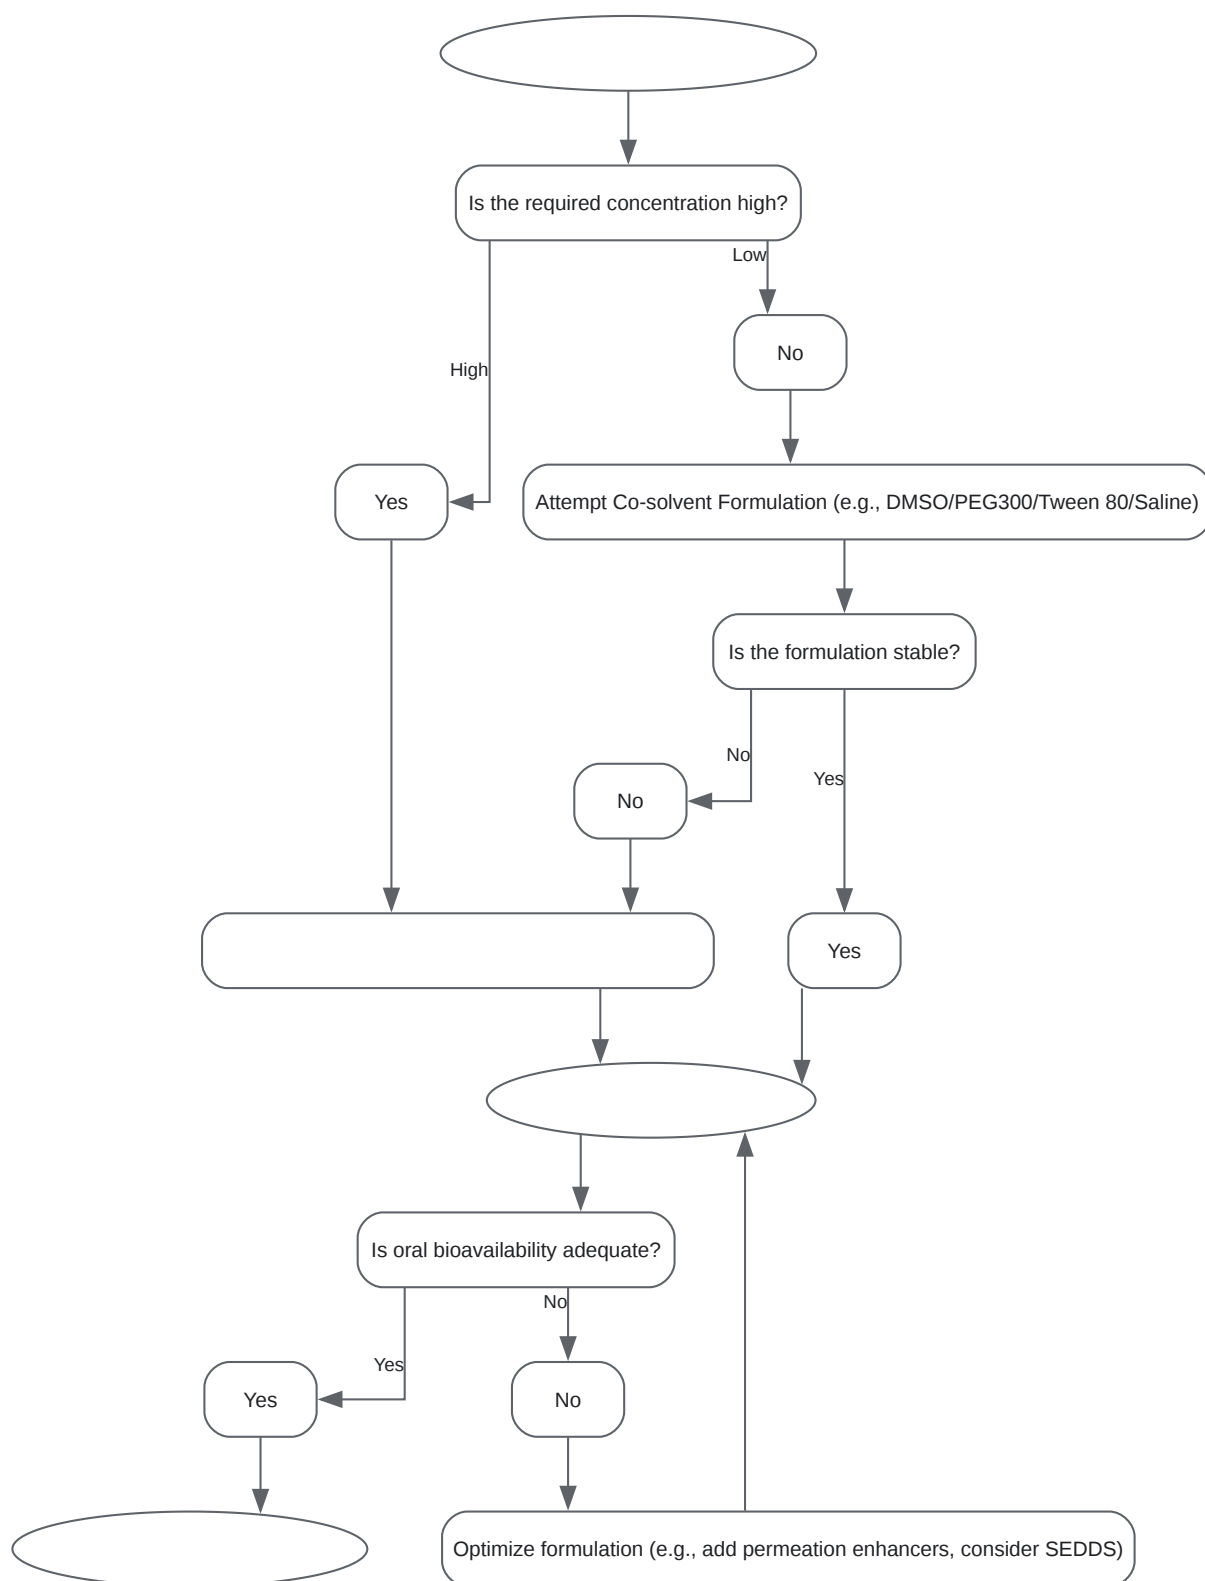 Is the required concentration high?
Low
No
High
Yes
Attempt Co-solvent Formulation (e.g., DMSO/PEG300/Tween 80/Saline)
Is the formulation stable?
No
Yes
No
Yes
Is oral bioavailability adequate?
No
Yes
Yes
No
Optimize formulation (e.g., add permeation enhancers, consider SEDDS)